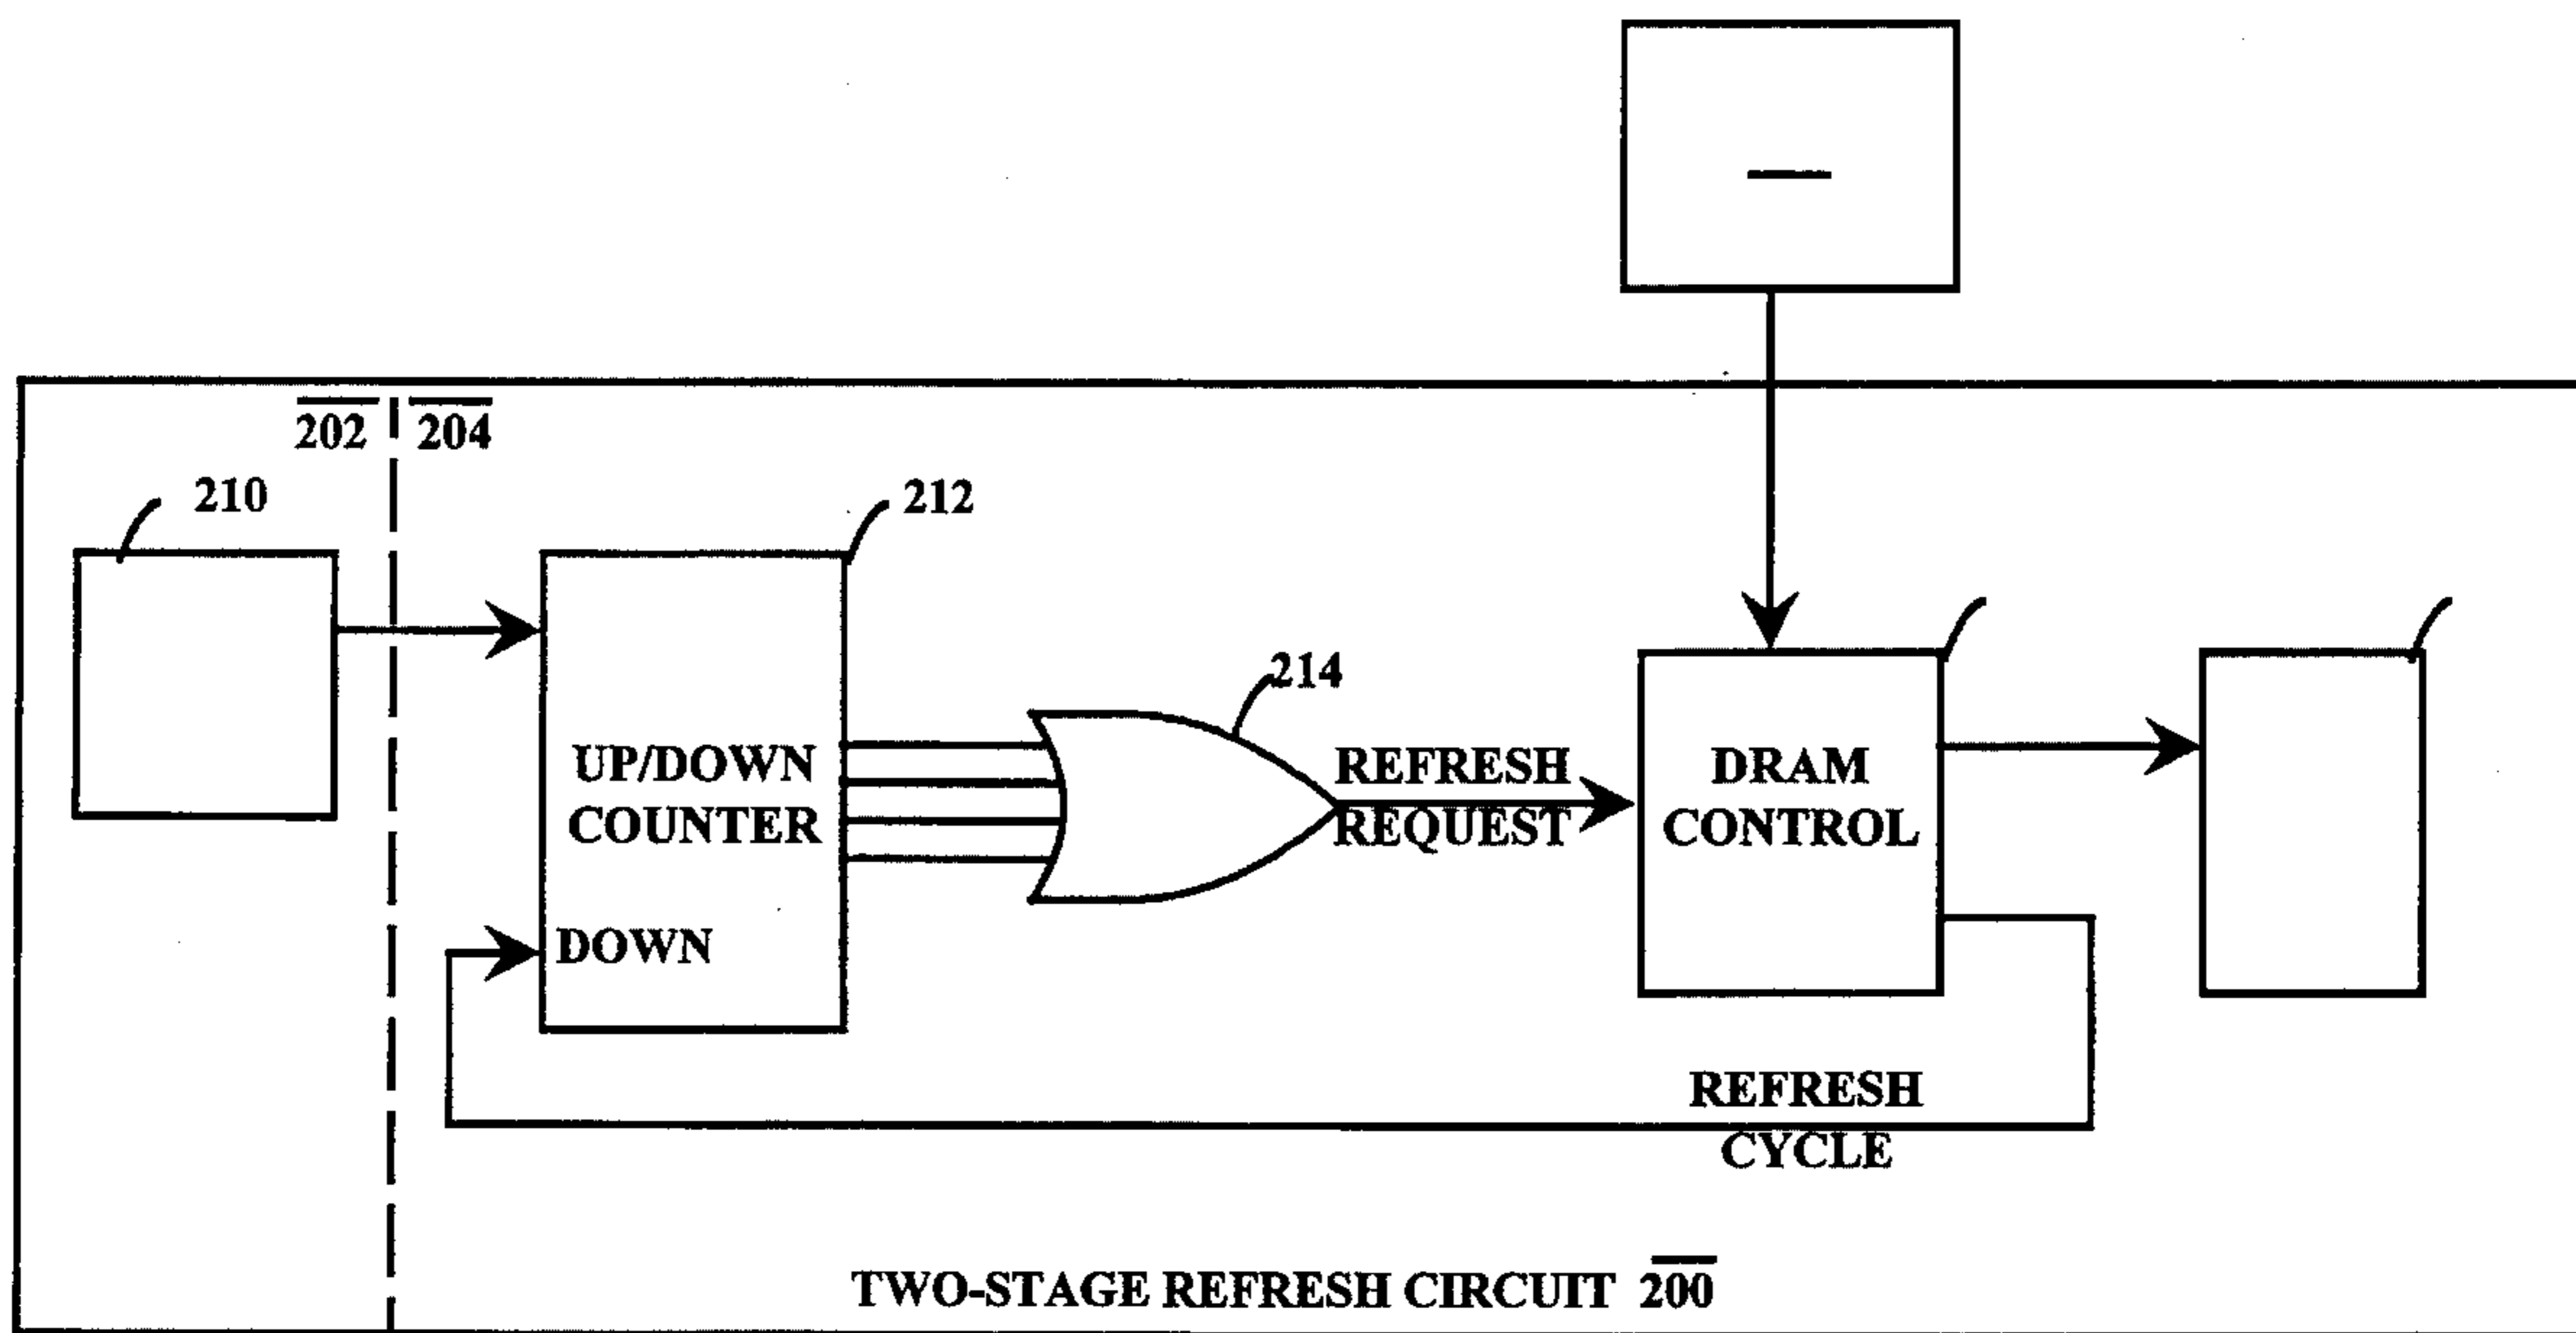 202 204
210
212
214
UP/DOWN
COUNTER
REFRESH
REQUEST
DRAM
CONTROL
DOWN
REFRESH
CYCLE
TWO-STAGE REFRESH CIRCUIT 200